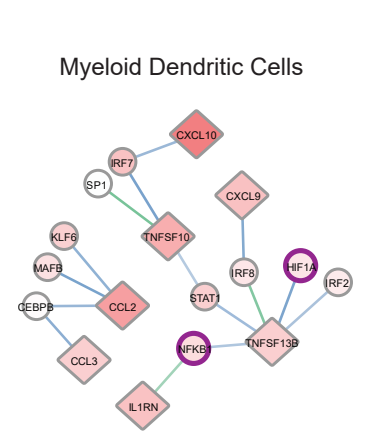 Myeloid Dendritic Cells
CXCL10
IRF7
SP1
CXCL9
KLF6
TNFSF10
MAFB
IRF8
HIF1A
IRF2
STAT1
CEBPB
CCL2
TNFSF13B
NFKB1
CCL3
IL1RN